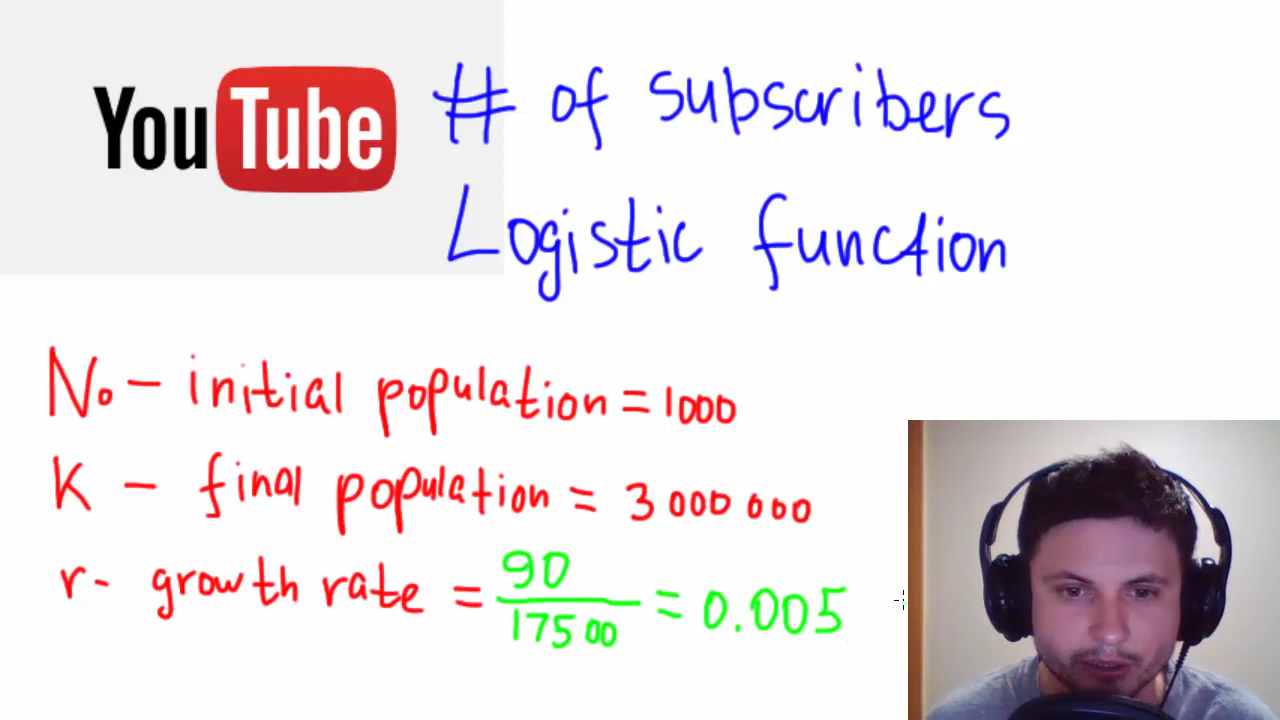 YouTube
# of subscribers
Logistic function
No - initial population = 1000
K - final population = 3 000 000
r - growth rate = 90/17500 = 0.005